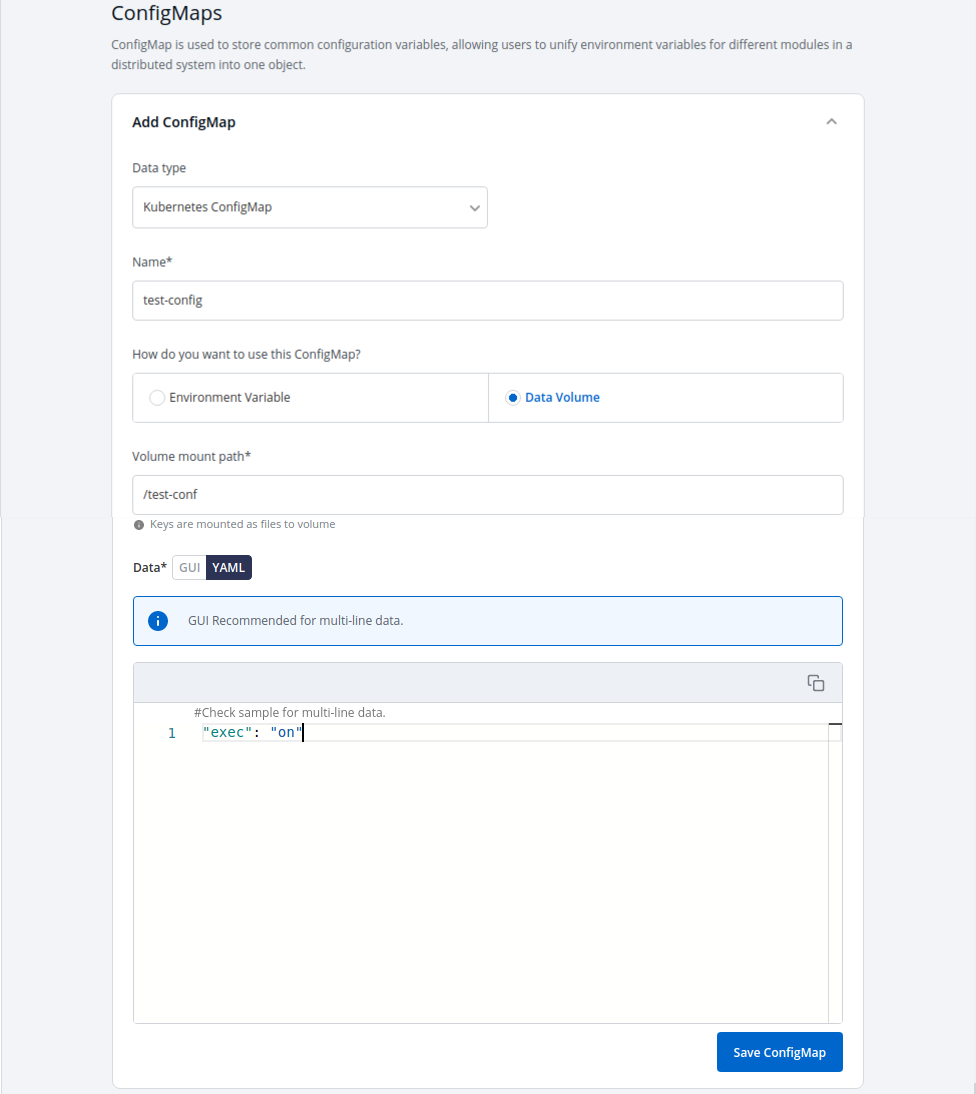 ConfigMaps
ConfigMap is used to store common configuration variables, allowing users to unify environment variables for different modules in a
distributed system into one object.
Add ConfigMap
Data type
Kubernetes ConfigMap
Name*
test-config
How do you want to use this ConfigMap?
Environment Variable
Data Volume
Volume mount path*
/test-conf
Keys are mounted as files to volume
Data* GUI YAML
GUI Recommended for multi-line data.
#Check sample for multi-line data.
1 "exec": "on"
Save ConfigMap